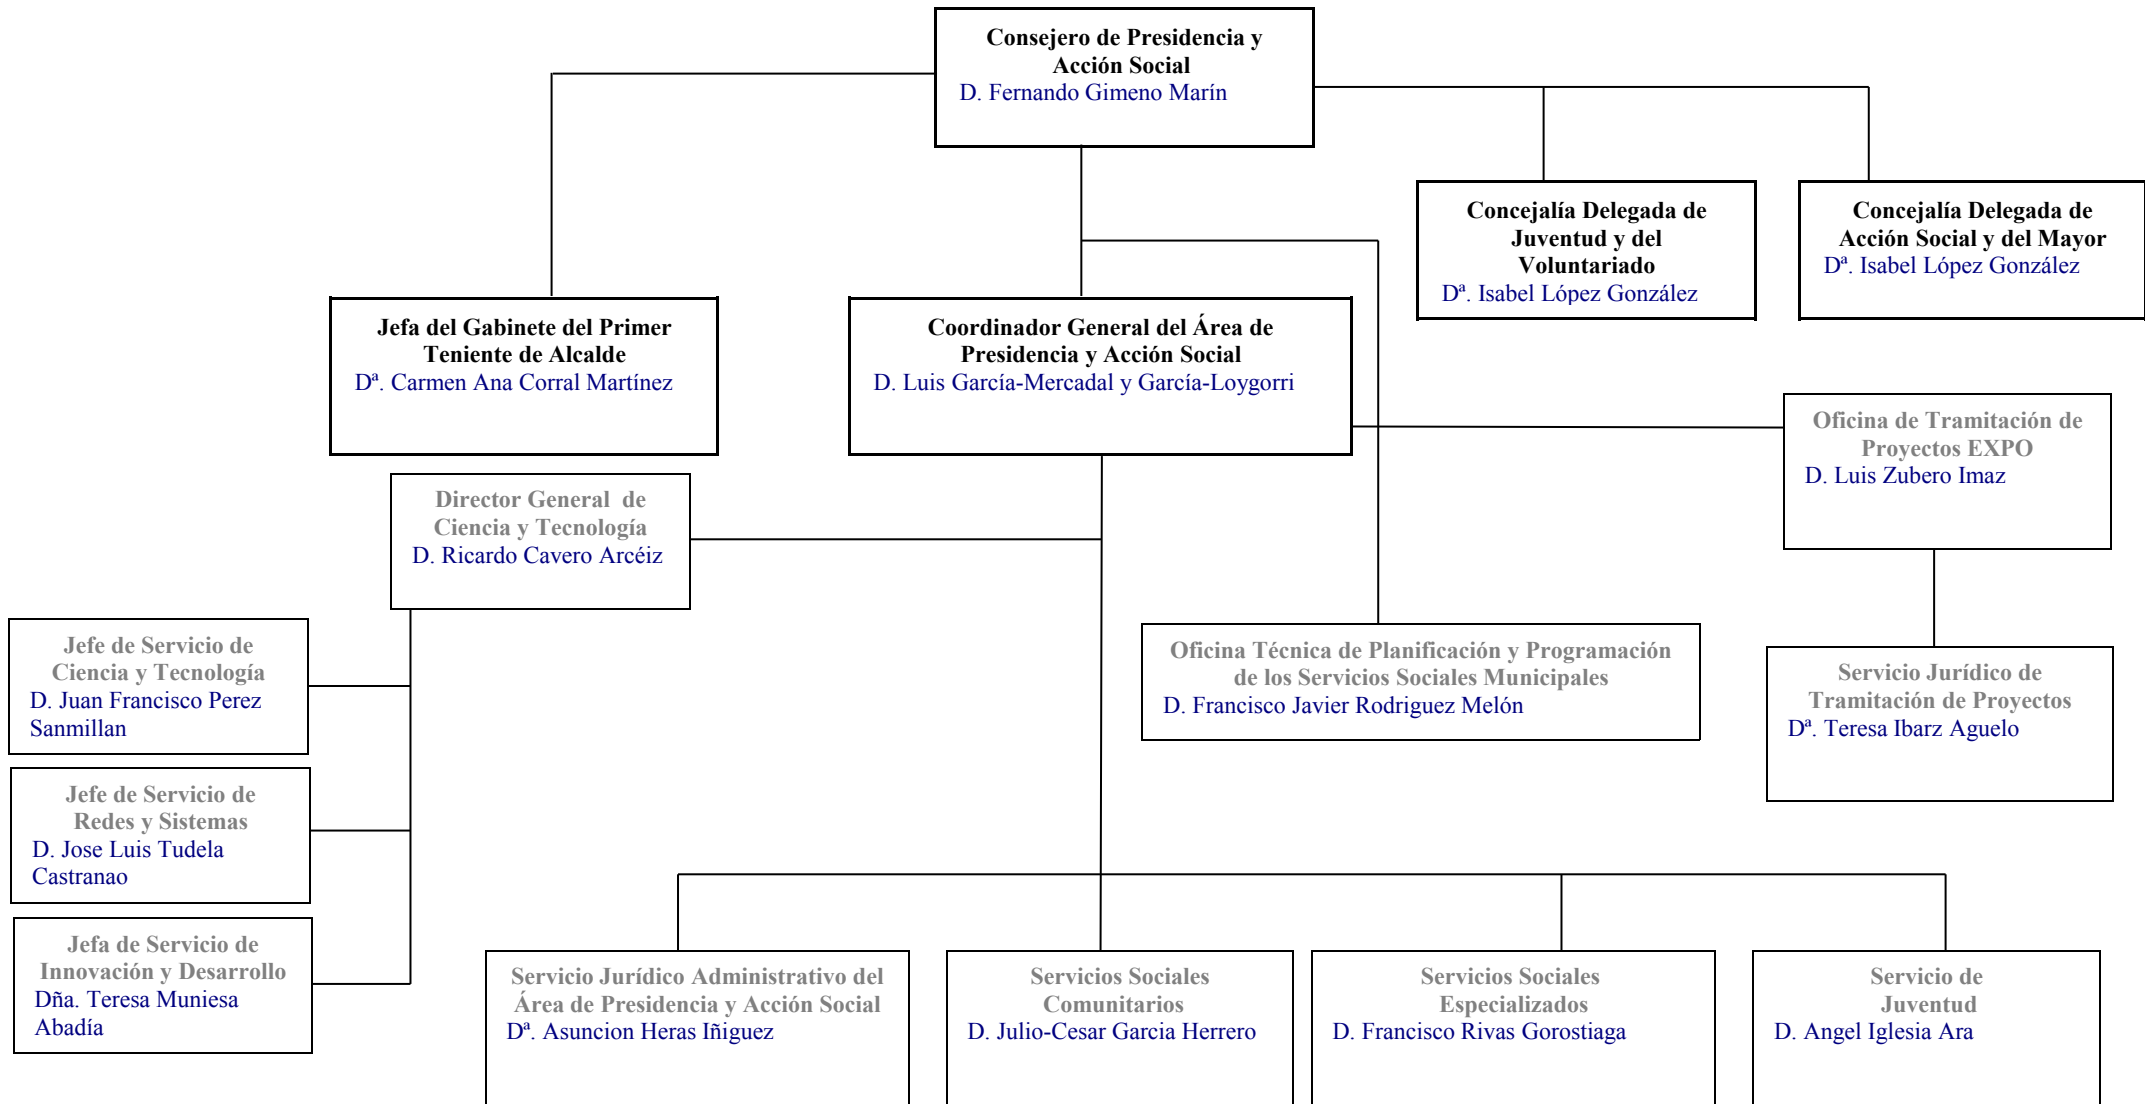 Consejero de Presidencia y
Acción Social
D. Fernando Gimeno Marín
Concejalía Delegada de
Juventud y del
Voluntariado
Dª. Isabel López González
Concejalía Delegada de
Acción Social y del Mayor
Dª. Isabel López González
Jefa del Gabinete del Primer
Teniente de Alcalde
Dª. Carmen Ana Corral Martínez
Coordinador General del Área de
Presidencia y Acción Social
D. Luis García-Mercadal y García-Loygorri
Oficina de Tramitación de
Proyectos EXPO
D. Luis Zubero Imaz
Director General  de
Ciencia y Tecnología
D. Ricardo Cavero Arcéiz
Jefe de Servicio de
Ciencia y Tecnología
D. Juan Francisco Perez
Sanmillan
Oficina Técnica de Planificación y Programación
de los Servicios Sociales Municipales
D. Francisco Javier Rodriguez Melón
Servicio Jurídico de
Tramitación de Proyectos
Dª. Teresa Ibarz Aguelo
Jefe de Servicio de
Redes y Sistemas
D. Jose Luis Tudela
Castranao
Jefa de Servicio de
Innovación y Desarrollo
Dña. Teresa Muniesa
Abadía
Servicio Jurídico Administrativo del
Área de Presidencia y Acción Social
Dª. Asuncion Heras Iñiguez
Servicios Sociales
Comunitarios
D. Julio-Cesar Garcia Herrero
Servicios Sociales
Especializados
D. Francisco Rivas Gorostiaga
Servicio de
Juventud
D. Angel Iglesia Ara